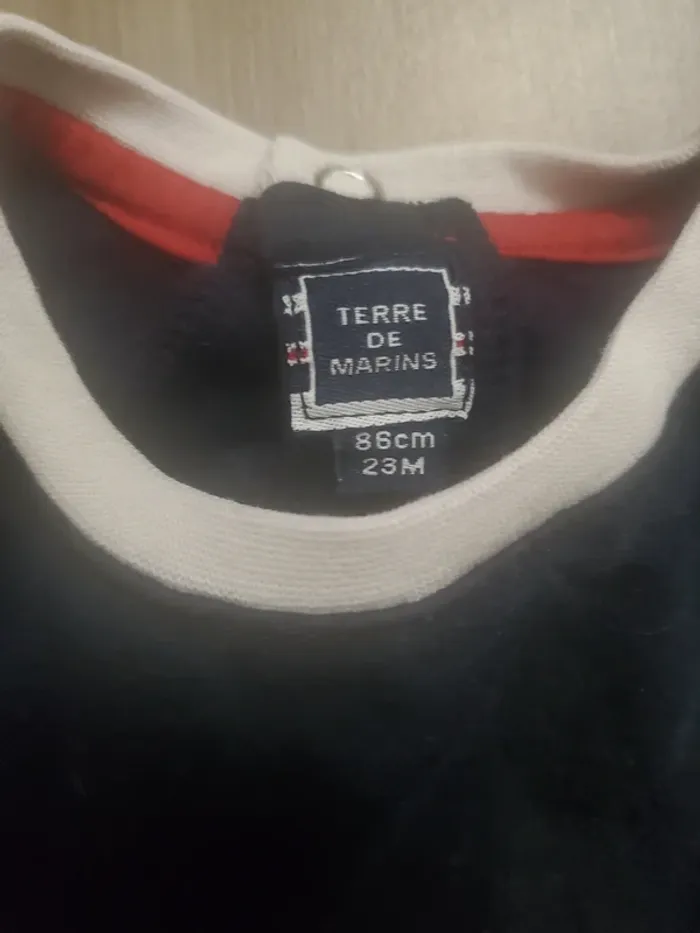 TERRE
DE
MARINS
86cm
23M